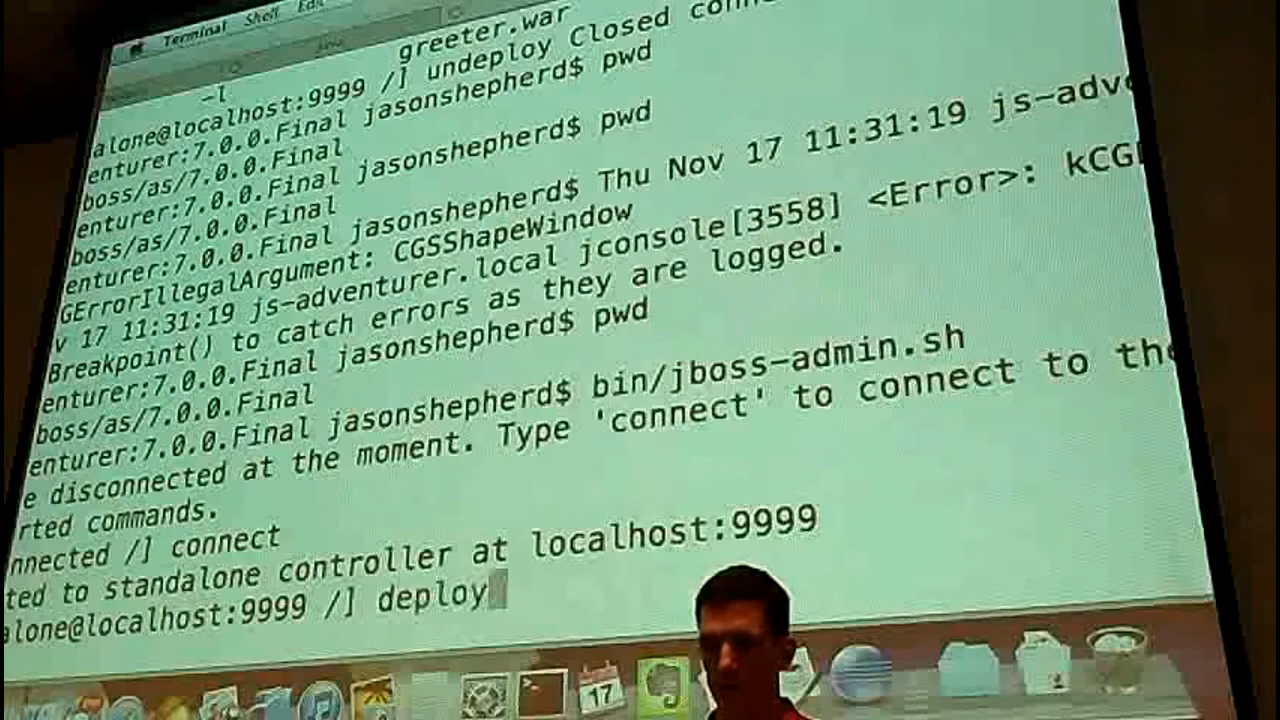 Terminal Shell Edit
greeter.war
-l
alone@localhost:9999 /] undeploy Closed conn
enturer:7.0.0.Final jasonshepherd$ pwd
boss/as/7.0.0.Final
enturer:7.0.0.Final jasonshepherd$ pwd
boss/as/7.0.0.Final
enturer:7.0.0.Final jasonshepherd$ Thu Nov 17 11:31:19 js-adve
GErrorIllegalArgument: CGSShapeWindow
v 17 11:31:19 js-adventurer.local jconsole[3558] <Error>: kCG
Breakpoint() to catch errors as they are logged.
enturer:7.0.0.Final jasonshepherd$ pwd
boss/as/7.0.0.Final
enturer:7.0.0.Final jasonshepherd$ bin/jboss-admin.sh
e disconnected at the moment. Type 'connect' to connect to the
rted commands.
nnected /] connect
ted to standalone controller at localhost:9999
alone@localhost:9999 /] deploy
17